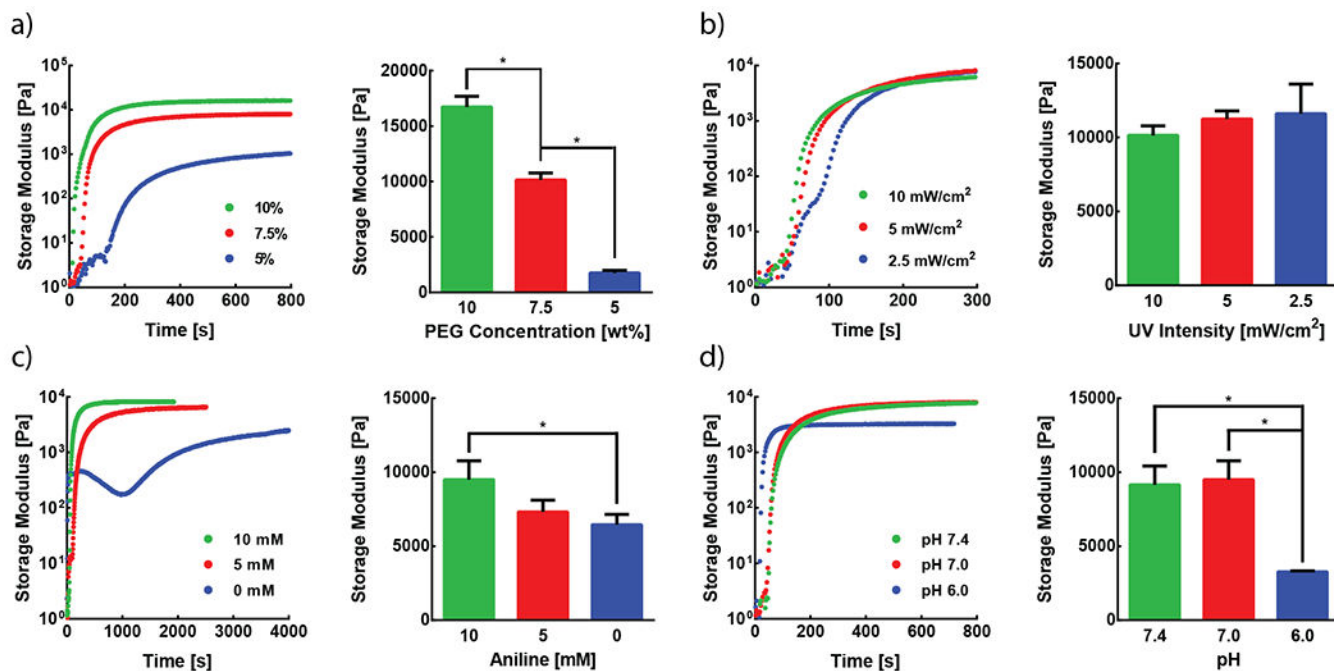 a)
Storage Modulus [Pa]
10⁵
10⁴
10³
10²
10¹
10⁰
10%
7.5%
5%
0 200 400 600 800
Time [s]
Storage Modulus [Pa]
20000
15000
10000
5000
0
* *
10 7.5 5
PEG Concentration [wt%]
b)
Storage Modulus [Pa]
10⁴
10³
10²
10¹
10⁰
10 mW/cm²
5 mW/cm²
2.5 mW/cm²
0 100 200 300
Time [s]
Storage Modulus [Pa]
15000
10000
5000
0
10 5 2.5
UV Intensity [mW/cm²]
c)
Storage Modulus [Pa]
10⁴
10³
10²
10¹
10⁰
10 mM
5 mM
0 mM
0 1000 2000 3000 4000
Time [s]
Storage Modulus [Pa]
15000
10000
5000
0
*
10 5 0
Aniline [mM]
d)
Storage Modulus [Pa]
10⁴
10³
10²
10¹
10⁰
pH 7.4
pH 7.0
pH 6.0
0 200 400 600 800
Time [s]
Storage Modulus [Pa]
15000
10000
5000
0
*
*
7.4 7.0 6.0
pH